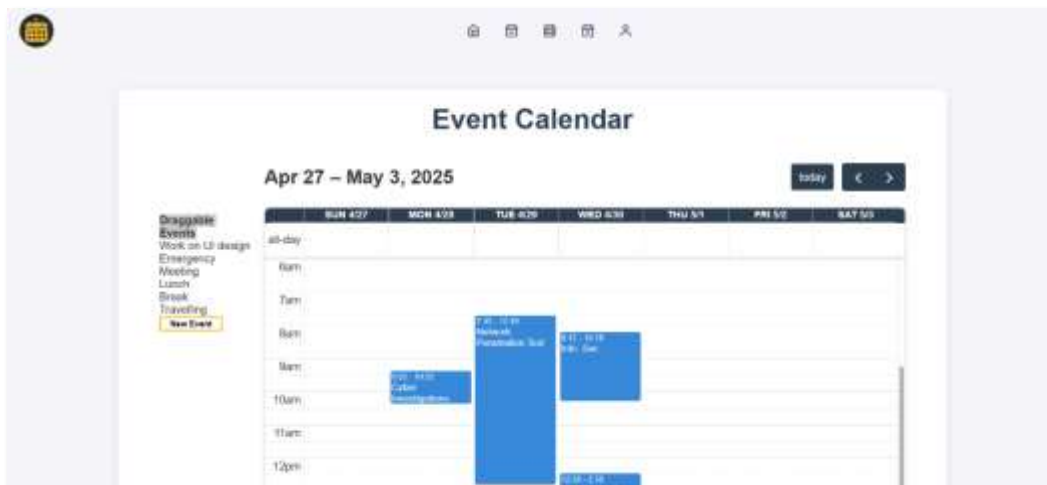 Event Calendar
Apr 27 – May 3, 2025
today
SUN 4/27 MON 4/28 TUE 4/29 WED 4/30 THU 5/1 FRI 5/2 SAT 5/3
Draggable
Events
Work on UI design
Emergency
Meeting
Lunch
Break
Travelling
New Event
all-day
6am
7am
8am
9am
10am
11am
12pm
Network
Penetration Test
Cyber
Investigations